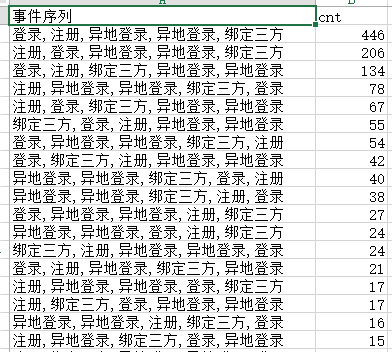 事件序列 cnt
登录,注册,异地登录,异地登录,绑定三方 446
注册,登录,异地登录,异地登录,绑定三方 206
登录,注册,绑定三方,异地登录,异地登录 134
注册,异地登录,异地登录,绑定三方,登录 78
注册,登录,绑定三方,异地登录,异地登录 67
绑定三方,登录,注册,异地登录,异地登录 55
登录,异地登录,异地登录,绑定三方,注册 54
登录,绑定三方,注册,异地登录,异地登录 42
异地登录,异地登录,绑定三方,登录,注册 40
异地登录,异地登录,绑定三方,注册,登录 38
登录,异地登录,异地登录,注册,绑定三方 27
注册,异地登录,异地登录,登录,绑定三方 24
绑定三方,注册,异地登录,异地登录,登录 24
登录,注册,异地登录,绑定三方,异地登录 21
注册,异地登录,异地登录,登录,绑定三方 17
注册,绑定三方,登录,异地登录,异地登录 17
异地登录,异地登录,注册,绑定三方,登录 16
注册,异地登录,绑定三方,登录,异地登录 15